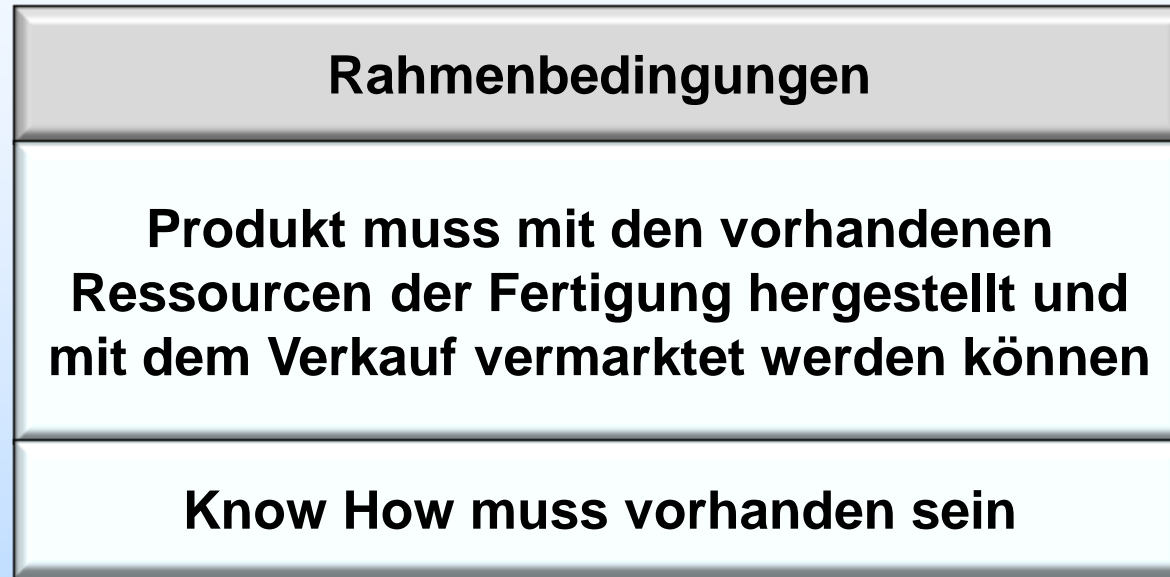 Rahmenbedingungen
Produkt muss mit den vorhandenen
Ressourcen der Fertigung hergestellt und
mit dem Verkauf vermarktet werden können
Know How muss vorhanden sein